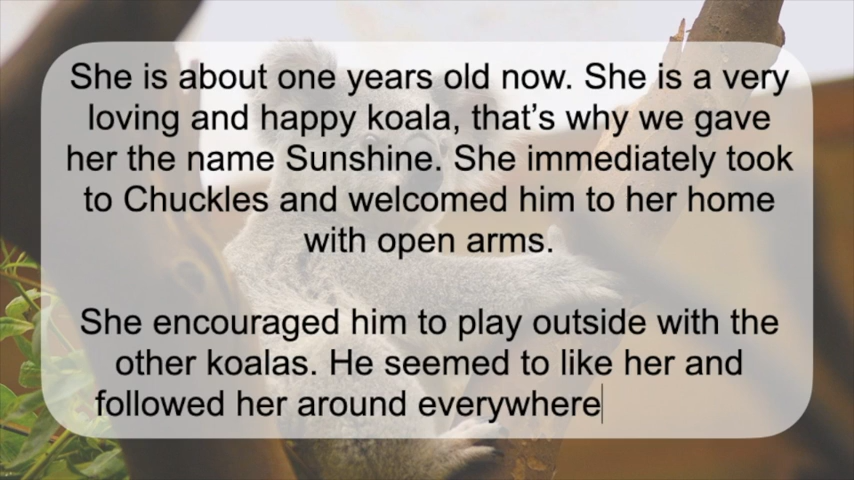 She is about one years old now. She is a very
loving and happy koala, that’s why we gave
her the name Sunshine. She immediately took
to Chuckles and welcomed him to her home
with open arms.
She encouraged him to play outside with the
other koalas. He seemed to like her and
followed her around everywhere